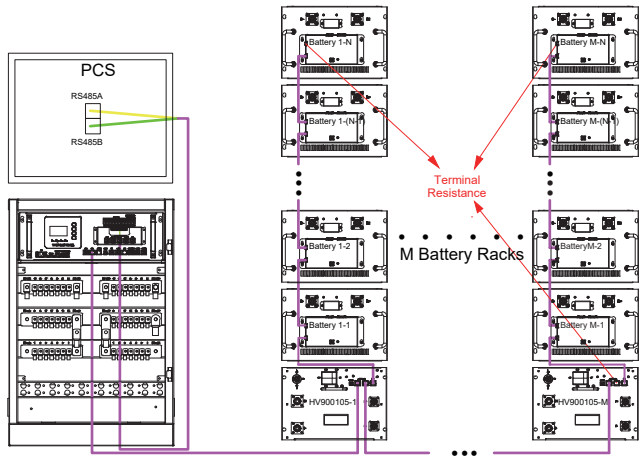 PCS
RS485A
RS485B
Battery 1-N
Battery 1-(N-1)
Battery 1-2
Battery 1-1
HV900105-1
Terminal
Resistance
M Battery Racks
Battery M-N
Battery M-(N-1)
BatteryM-2
Battery M-1
HV900105-M